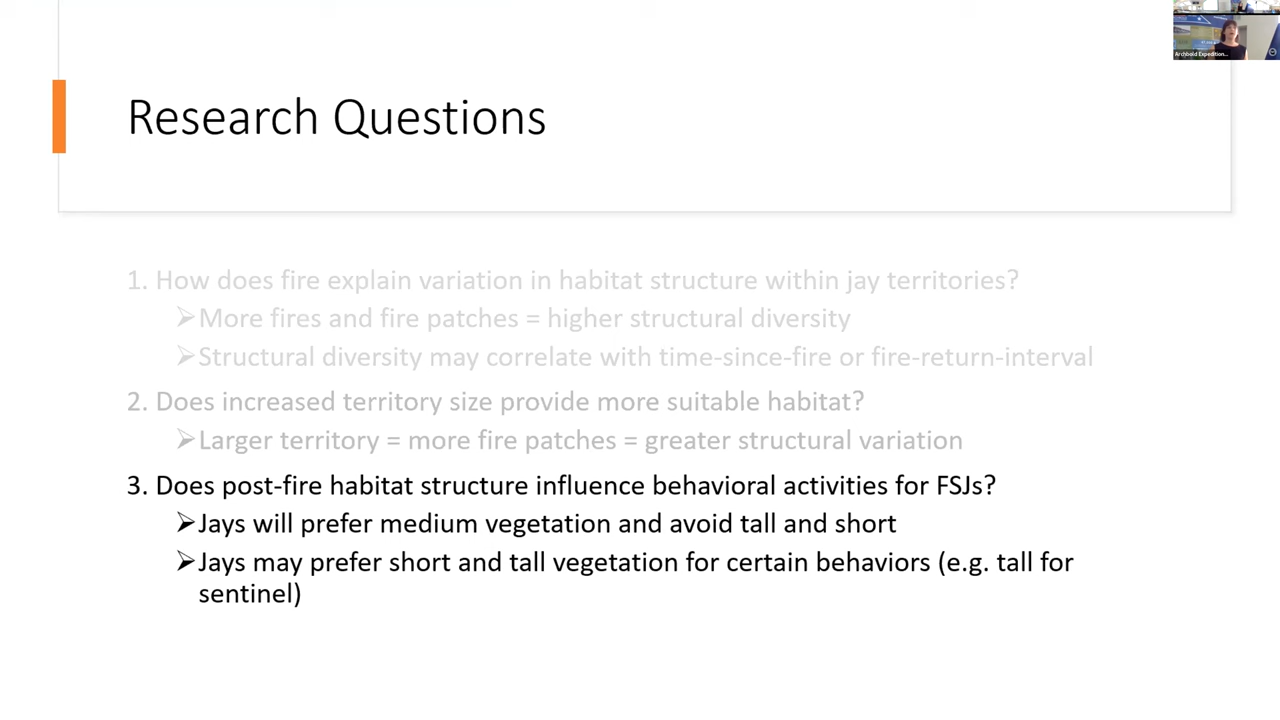 Archbold Expedition...
Research Questions
1. How does fire explain variation in habitat structure within jay territories?
➢More fires and fire patches = higher structural diversity
➢Structural diversity may correlate with time-since-fire or fire-return-interval
2. Does increased territory size provide more suitable habitat?
➢Larger territory = more fire patches = greater structural variation
3. Does post-fire habitat structure influence behavioral activities for FSJs?
➢Jays will prefer medium vegetation and avoid tall and short
➢Jays may prefer short and tall vegetation for certain behaviors (e.g. tall for
sentinel)